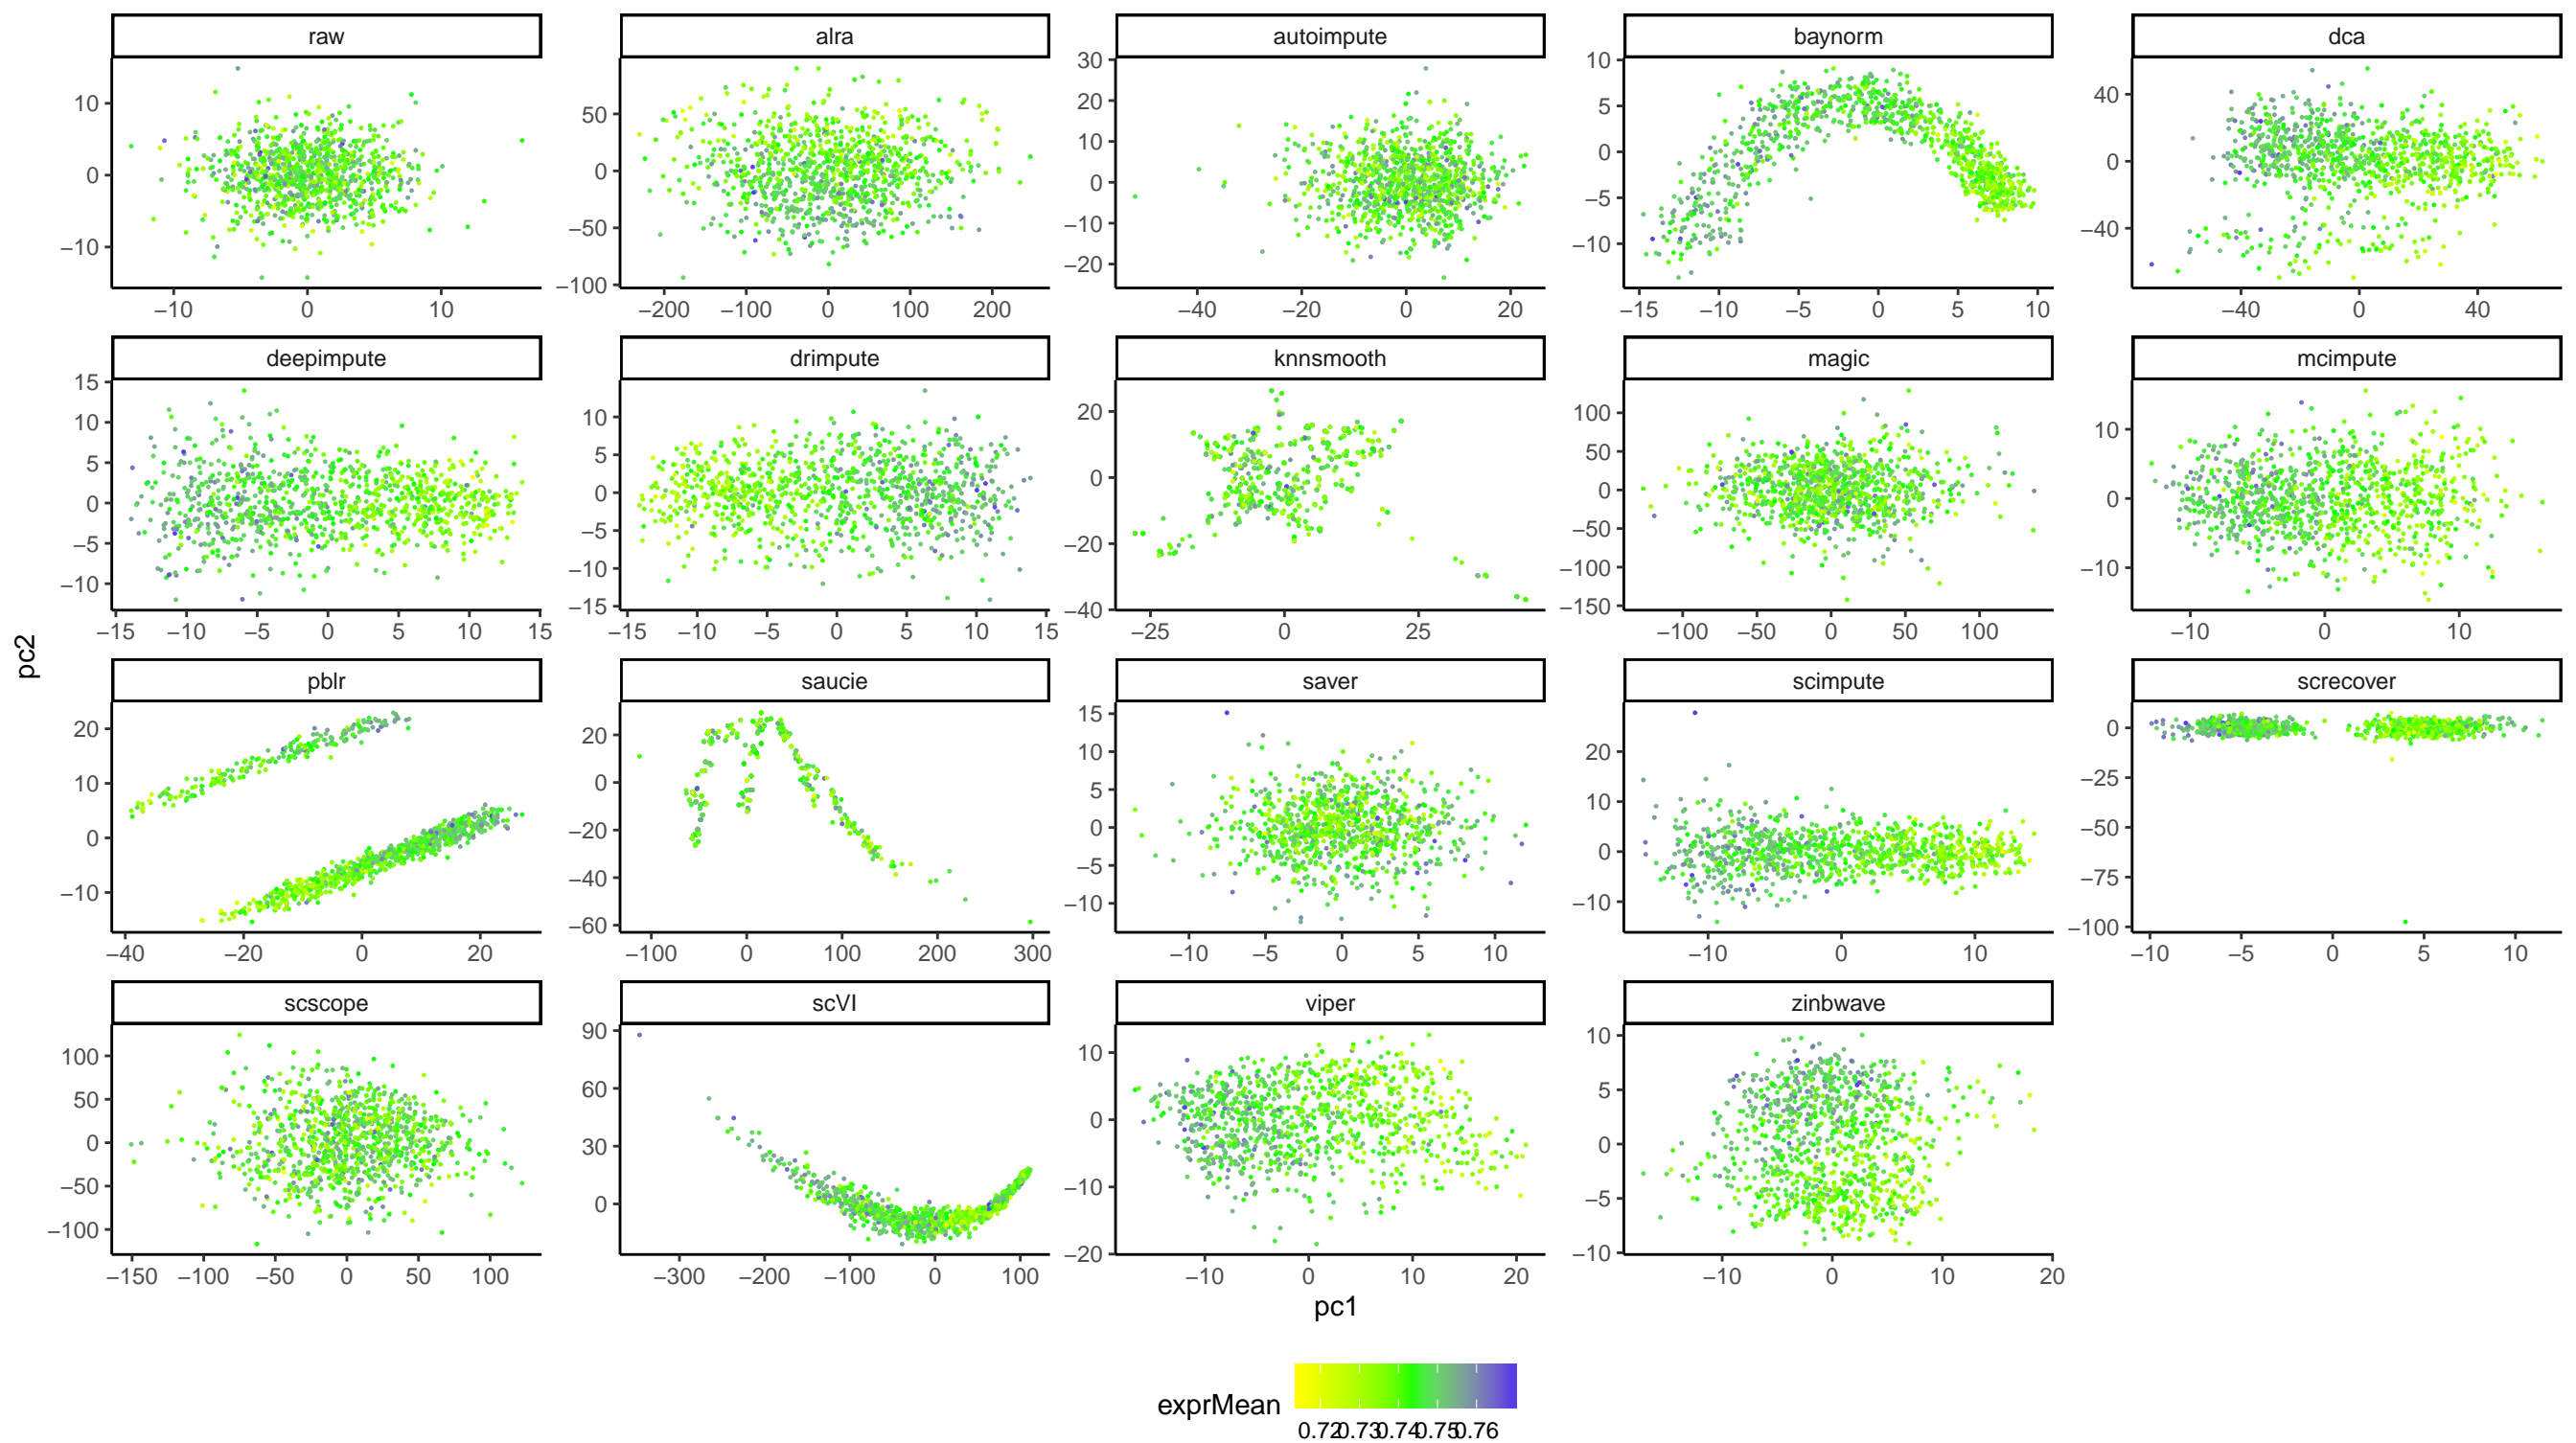 raw alra autoimpute baynorm dca
10 0 −10
−10 0 10
50 0 −50 −100
−200 −100 0 100 200
30 20 10 0 −10 −20
−40 −20 0 20
10 5 0 −5 −10
−15 −10 −5 0 5 10
40 0 −40
−40 0 40
deepimpute drimpute knnsmooth magic mcimpute
15 10 5 0 −5 −10
−15 −10 −5 0 5 10 15
10 5 0 −5 −10 −15
−15 −10 −5 0 5 10 15
20 0 −20 −40
−25 0 25
100 50 0 −50 −100 −150
−100 −50 0 50 100
10 0 −10
−10 0 10
pc2
pblr saucie saver scimpute screcover
20 10 0 −10
−40 −20 0 20
20 0 −20 −40 −60
−100 0 100 200 300
15 10 5 0 −5 −10
−10 −5 0 5 10
20 10 0 −10
−10 0 10
0 −25 −50 −75 −100
−10 −5 0 5 10
scscope scVI viper zinbwave
100 50 0 −50 −100
−150 −100 −50 0 50 100
90 60 30 0
−300 −200 −100 0 100
10 0 −10 −20
−10 0 10 20
10 5 0 −5 −10
−10 0 10 20
pc1
exprMean
0.72 0.73 0.74 0.75 0.76